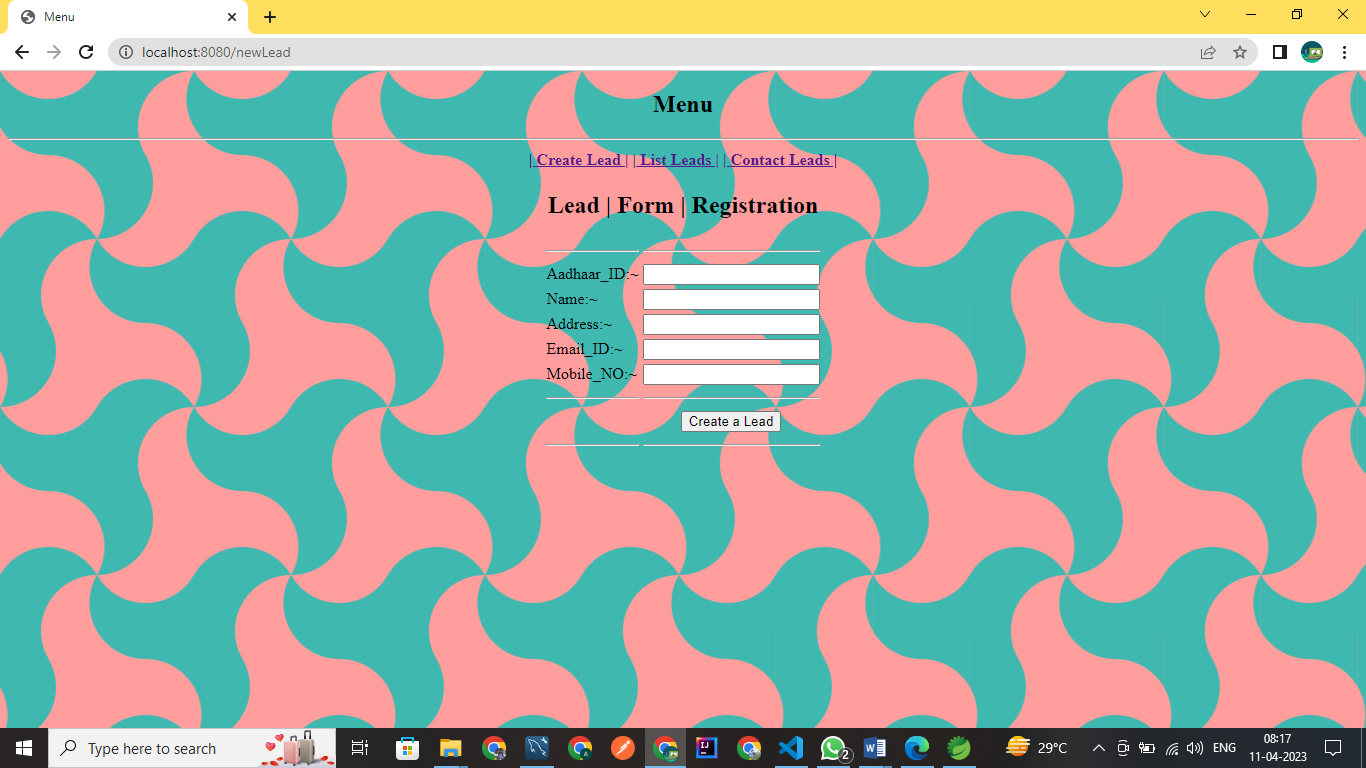 Menu
localhost:8080/newLead
Menu
| Create Lead | | List Leads | | Contact Leads |
Lead | Form | Registration
Aadhaar_ID:~
Name:~
Address:~
Email_ID:~
Mobile_NO:~
Create a Lead
Type here to search
2
29°C
ENG
08:17
11-04-2023